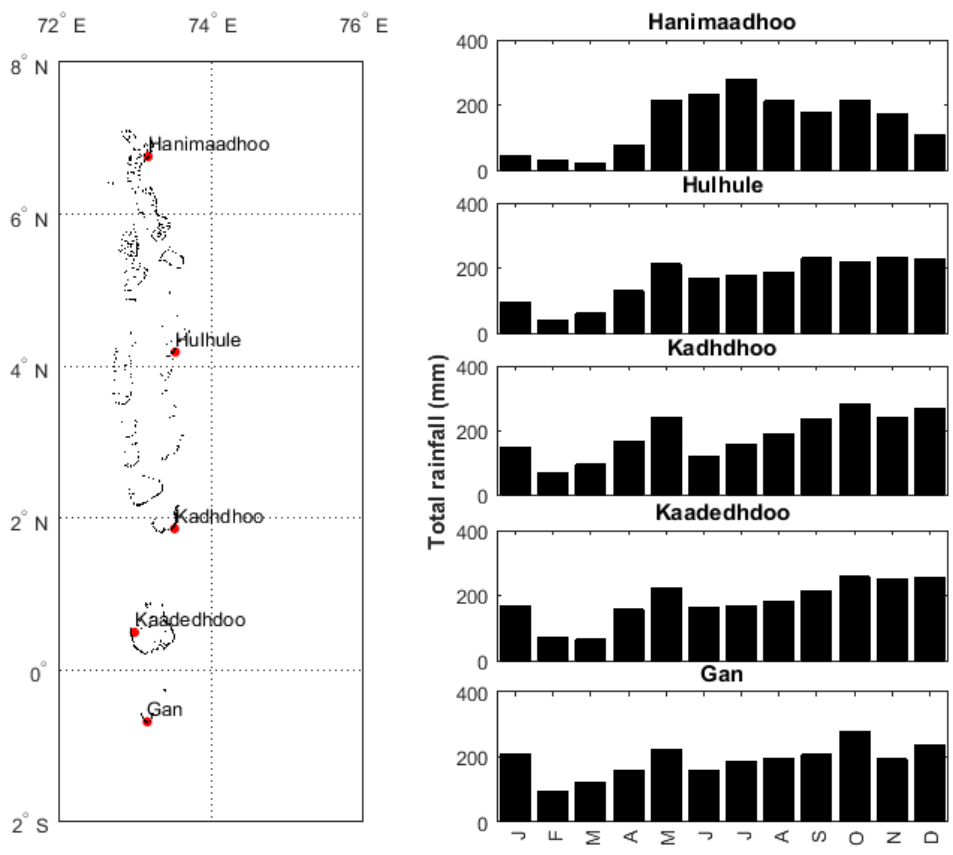 72° E 74° E 76° E
8° N
6° N
4° N
2° N
0°
2° S
Hanimaadhoo
Hulhule
Kadhdhoo
Kaadedhdoo
Gan
Total rainfall (mm)
Hanimaadhoo
400
200
0
Hulhule
400
200
0
Kadhdhoo
400
200
0
Kaadedhdoo
400
200
0
Gan
400
200
0
J F M A M J J A S O N D